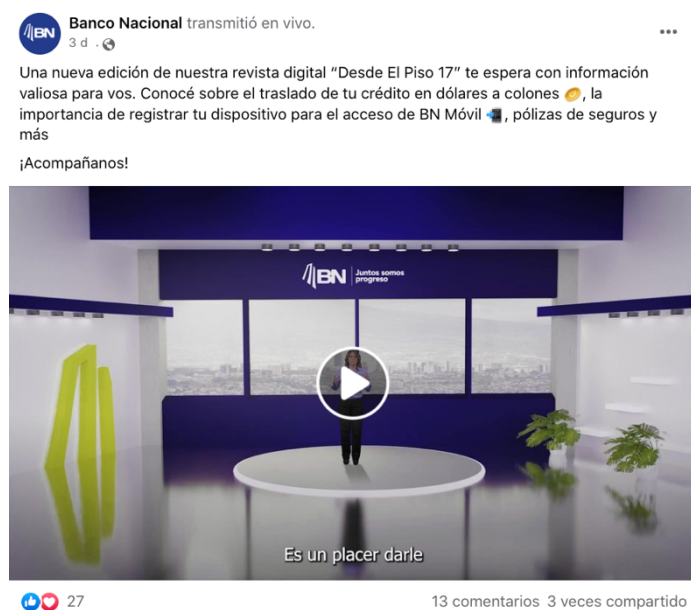 BN
Banco Nacional transmitió en vivo.
3 d ·
Una nueva edición de nuestra revista digital “Desde El Piso 17” te espera con información
valiosa para vos. Conocé sobre el traslado de tu crédito en dólares a colones 🪙, la
importancia de registrar tu dispositivo para el acceso de BN Móvil 📲, pólizas de seguros y
más
¡Acompañanos!
BN Juntos somos
progreso
Es un placer darle
27 13 comentarios 3 veces compartido